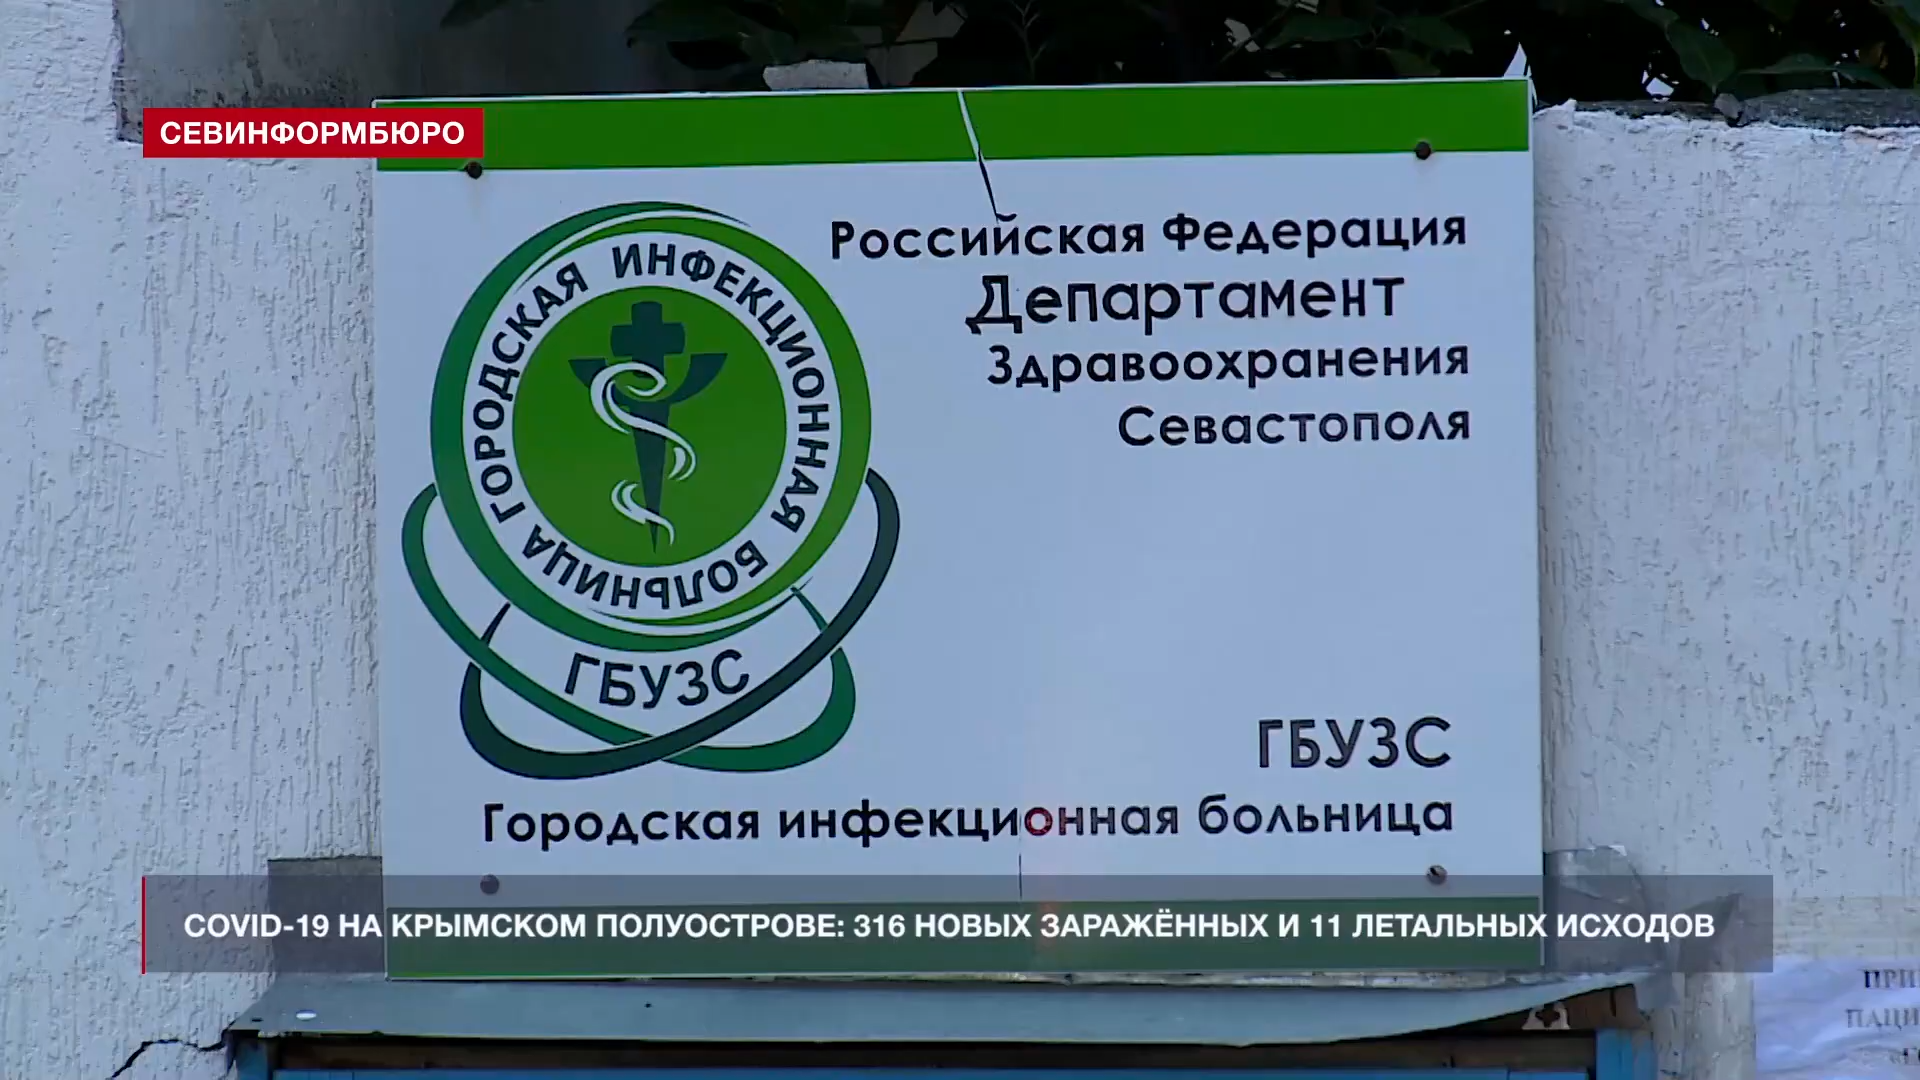 СЕВИНФОРМБЮРО
Российская Федерация
Департамент
Здравоохранения
Севастополя
ГОРОДСКАЯ ИНФЕКЦИОННАЯ БОЛЬНИЦА
ГБУЗС
ГБУЗС
Городская инфекционная больница
COVID-19 НА КРЫМСКОМ ПОЛУОСТРОВЕ: 316 НОВЫХ ЗАРАЖЁННЫХ И 11 ЛЕТАЛЬНЫХ ИСХОДОВ